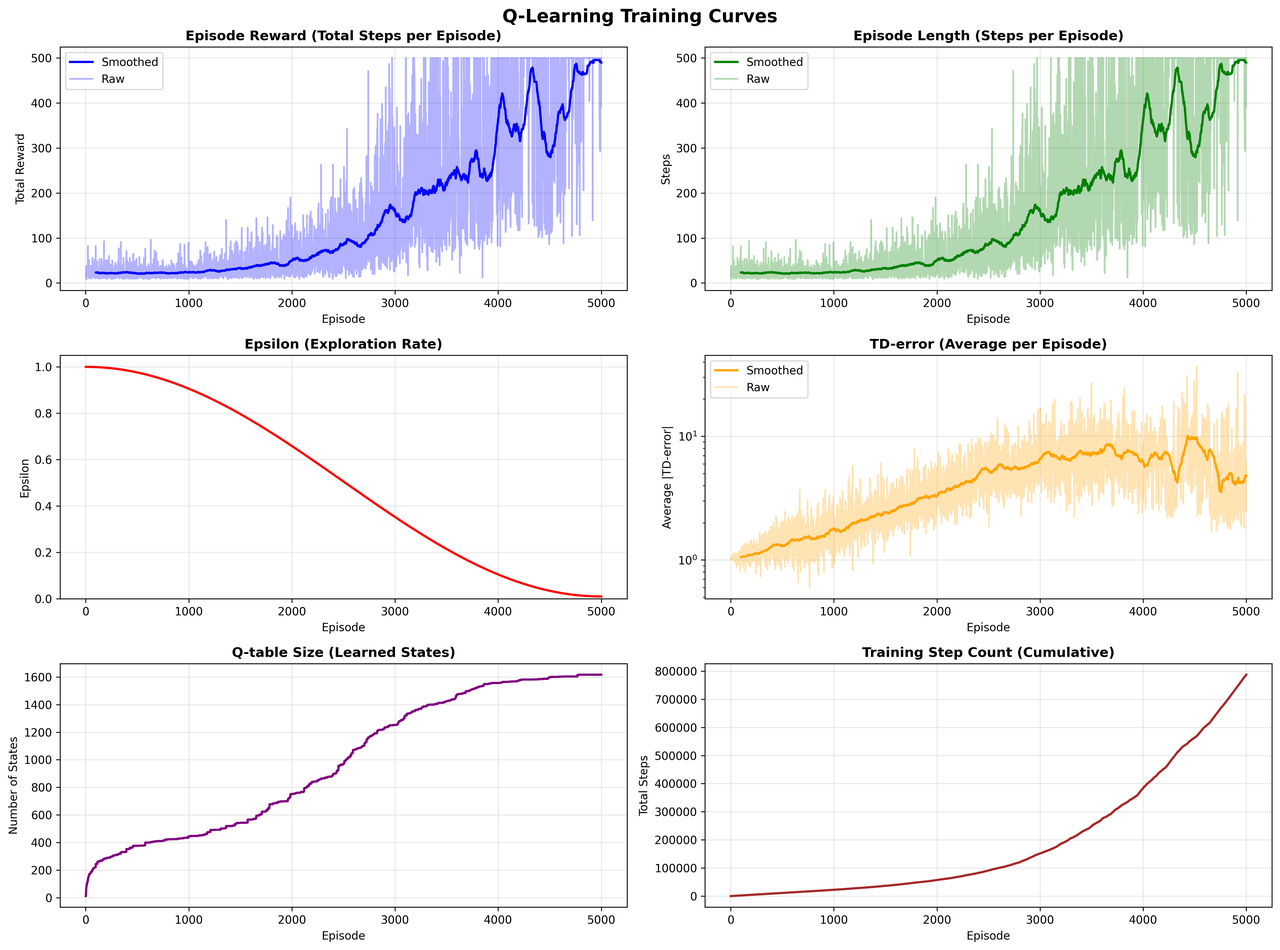 Q-Learning Training Curves
Episode Reward (Total Steps per Episode)
Total Reward
500
400
300
200
100
0
Smoothed
Raw
0 1000 2000 3000 4000 5000
Episode
Episode Length (Steps per Episode)
Steps
500
400
300
200
100
0
Smoothed
Raw
0 1000 2000 3000 4000 5000
Episode
Epsilon (Exploration Rate)
Epsilon
1.0
0.8
0.6
0.4
0.2
0.0
0 1000 2000 3000 4000 5000
Episode
TD-error (Average per Episode)
Average |TD-error|
10¹
10⁰
Smoothed
Raw
0 1000 2000 3000 4000 5000
Episode
Q-table Size (Learned States)
Number of States
1600
1400
1200
1000
800
600
400
200
0
0 1000 2000 3000 4000 5000
Episode
Training Step Count (Cumulative)
Total Steps
800000
700000
600000
500000
400000
300000
200000
100000
0
0 1000 2000 3000 4000 5000
Episode